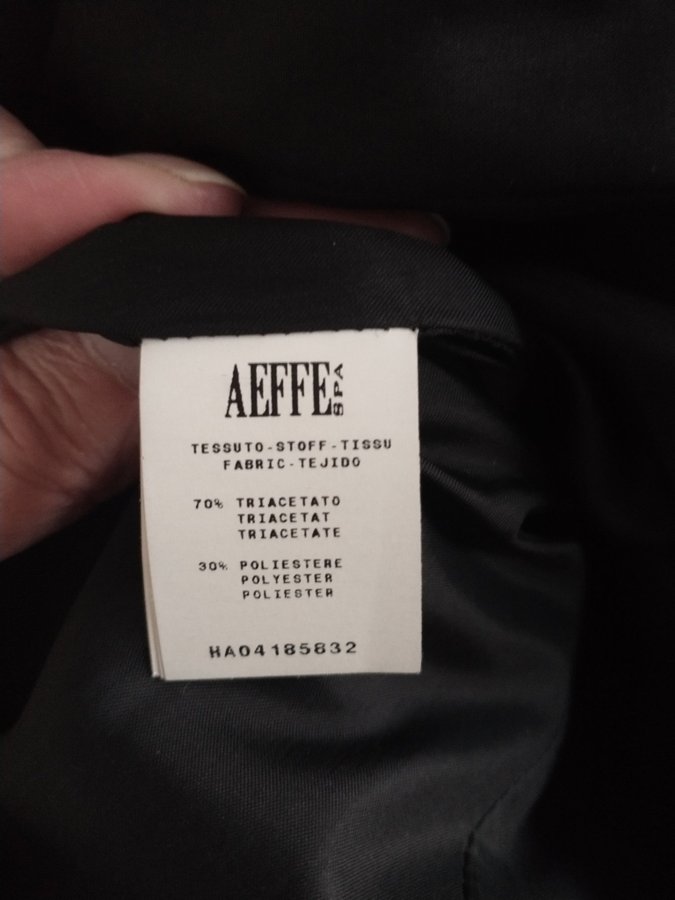 AEFFE SPA
TESSUTO-STOFF-TISSU
FABRIC-TEJIDO
70% TRIACETATO
TRIACETAT
TRIACETATE
30% POLIESTERE
POLYESTER
POLIESTER
HA04185832